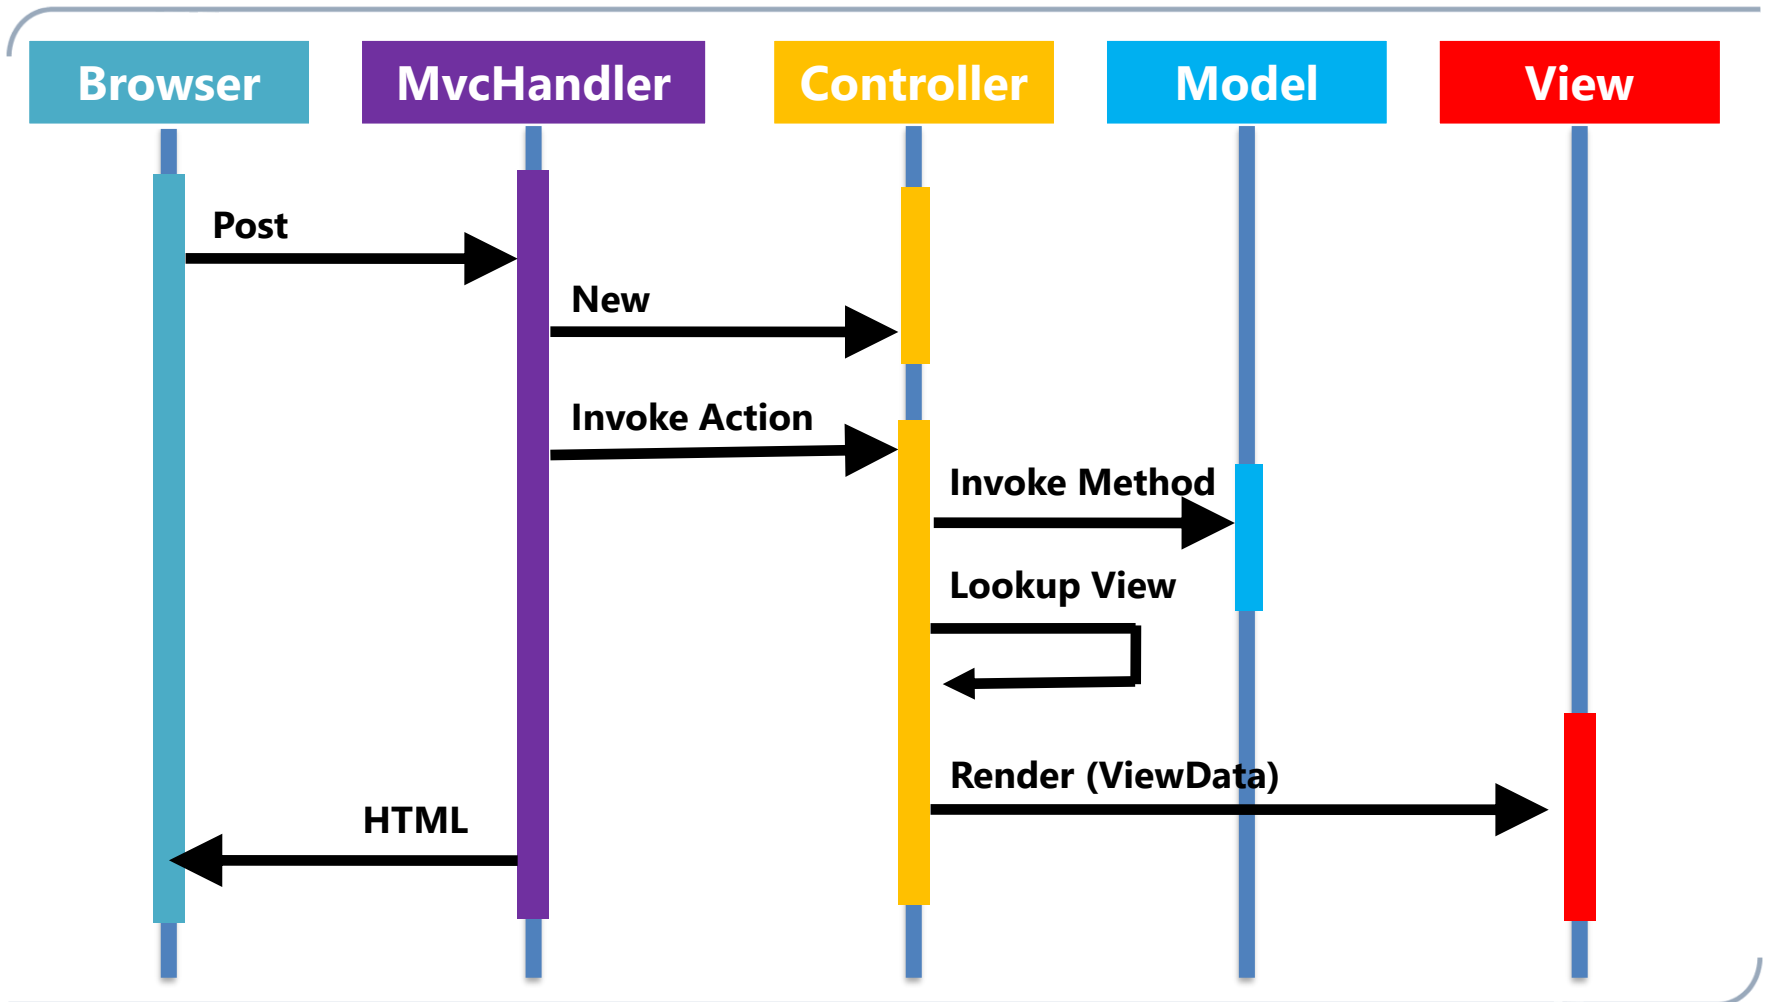 Browser
MvcHandler
Controller
Model
View
Post
New
Invoke Action
Invoke Method
Lookup View
Render (ViewData)
HTML